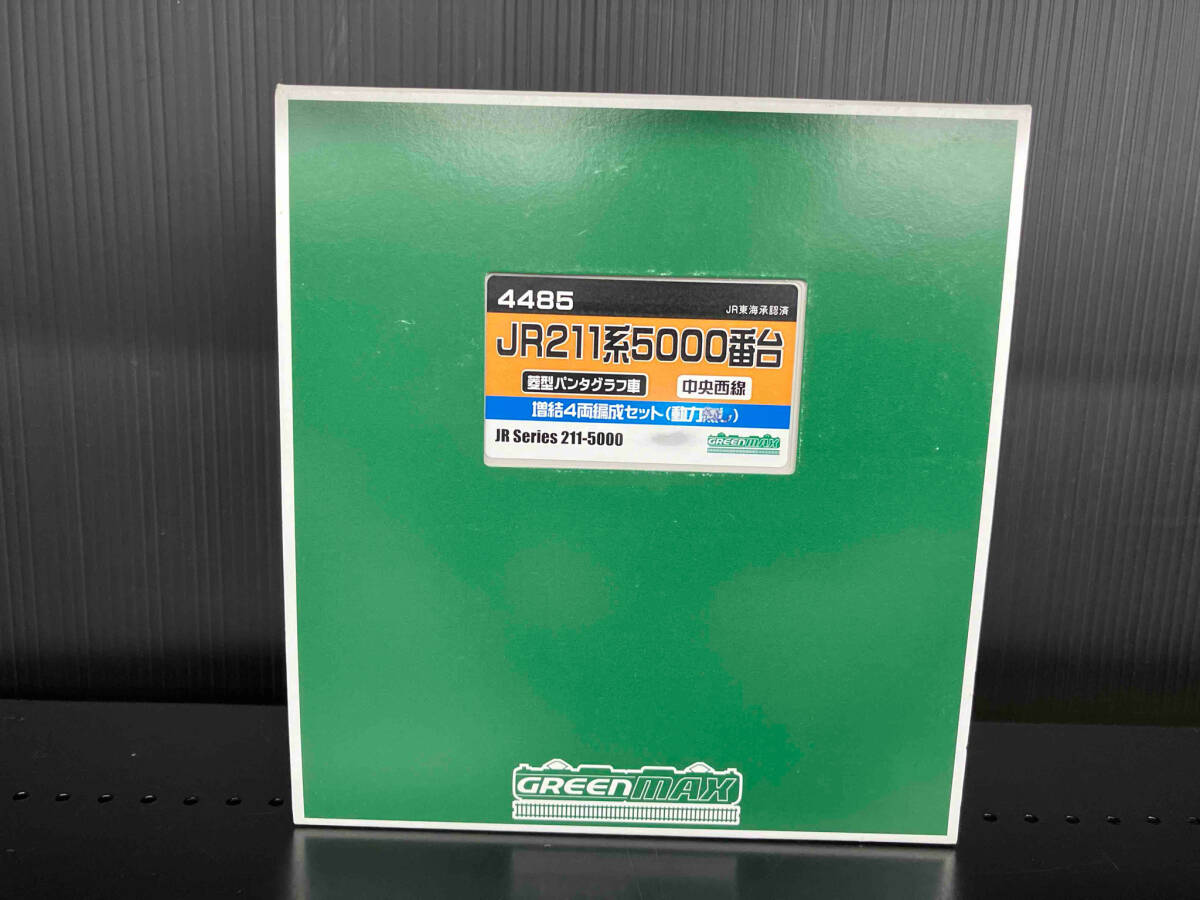 4485
JR東海承認済
JR211系5000番台
菱型パンタグラフ車 中央西線
増結4両編成セット(動力無し)
JR Series 211-5000
GREENMAX
GREENMAX